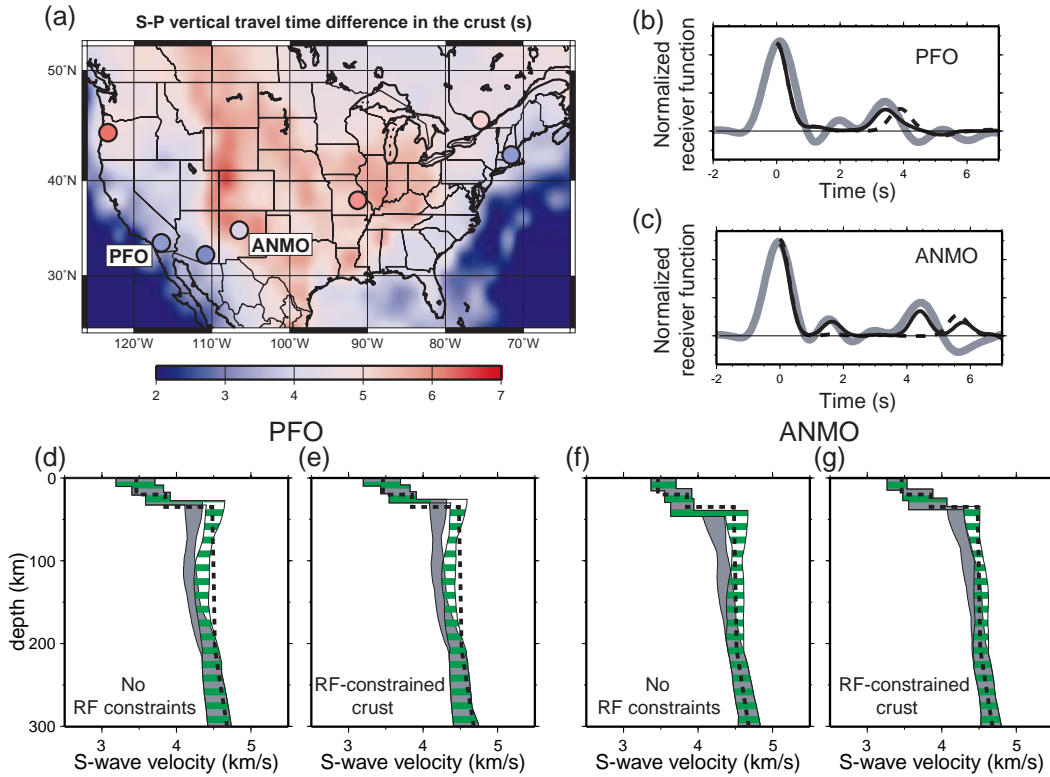 S-P vertical travel time difference in the crust (s)
(b)
50˚N
40˚N
30˚N
PFO
ANMO
120˚W
110˚W
100˚W
90˚W
80˚W
70˚W
2
3
4
5
6
7
(a)
Normalized
receiver function
PFO
-2
0
2
4
6
Time (s)
(c)
Normalized
receiver function
ANMO
-2
0
2
4
6
Time (s)
PFO
ANMO
(d)
(e)
(f)
(g)
0
100
200
300
depth (km)
No
RF constraints
RF-constrained
crust
No
RF constraints
RF-constrained
crust
3 4 5
3 4 5
3 4 5
3 4 5
S-wave velocity (km/s)
S-wave velocity (km/s)
S-wave velocity (km/s)
S-wave velocity (km/s)